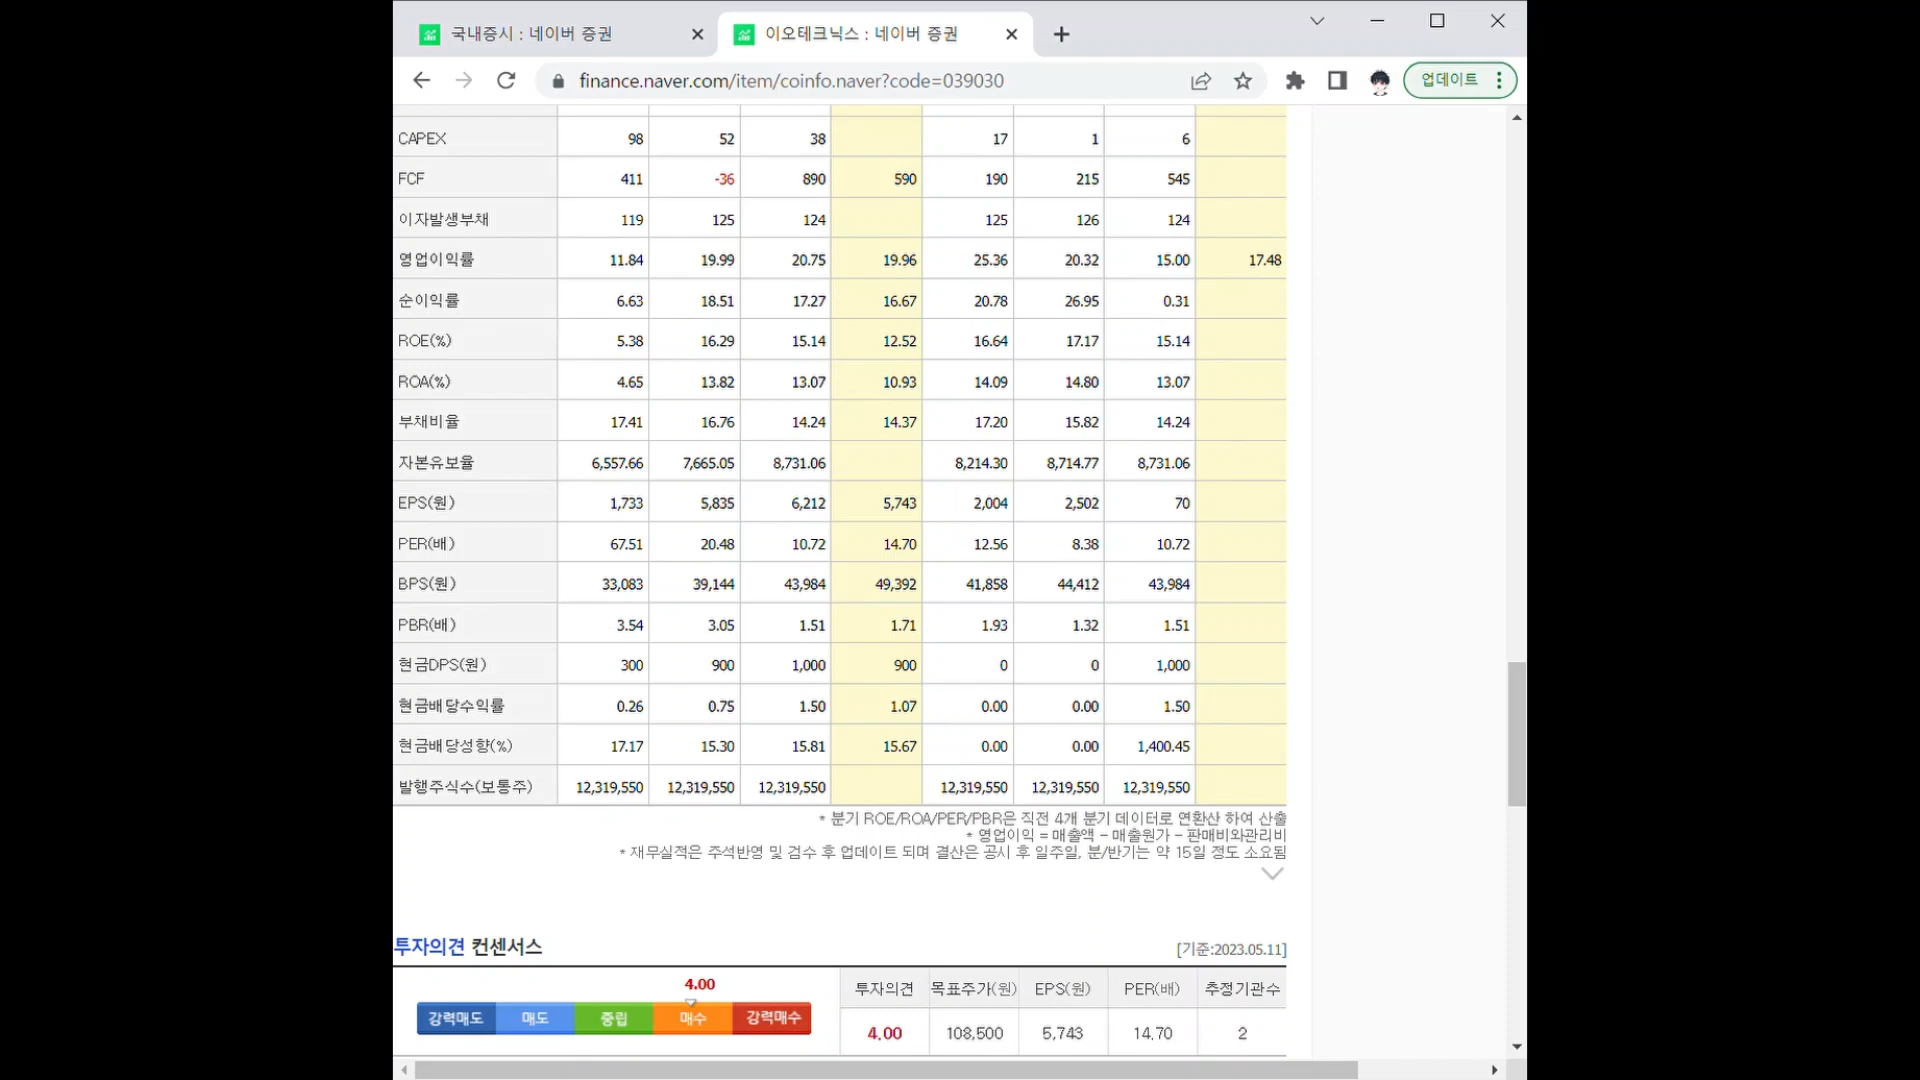 국내증시 : 네이버 증권
이오테크닉스 : 네이버 증권
finance.naver.com/item/coinfo.naver?code=039030
업데이트
CAPEX 98 52 38 17 1 6
FCF 411 -36 890 590 190 215 545
이자발생부채 119 125 124 125 126 124
영업이익률 11.84 19.99 20.75 19.96 25.36 20.32 15.00 17.48
순이익률 6.63 18.51 17.27 16.67 20.78 26.95 0.31
ROE(%) 5.38 16.29 15.14 12.52 16.64 17.17 15.14
ROA(%) 4.65 13.82 13.07 10.93 14.09 14.80 13.07
부채비율 17.41 16.76 14.24 14.37 17.20 15.82 14.24
자본유보율 6,557.66 7,665.05 8,731.06 8,214.30 8,714.77 8,731.06
EPS(원) 1,733 5,835 6,212 5,743 2,004 2,502 70
PER(배) 67.51 20.48 10.72 14.70 12.56 8.38 10.72
BPS(원) 33,083 39,144 43,984 49,392 41,858 44,412 43,984
PBR(배) 3.54 3.05 1.51 1.71 1.93 1.32 1.51
현금DPS(원) 300 900 1,000 900 0 0 1,000
현금배당수익률 0.26 0.75 1.50 1.07 0.00 0.00 1.50
현금배당성향(%) 17.17 15.30 15.81 15.67 0.00 0.00 1,400.45
발행주식수(보통주) 12,319,550 12,319,550 12,319,550 12,319,550 12,319,550 12,319,550
* 분기 ROE/ROA/PER/PBR은 직전 4개 분기 데이터로 연환산 하여 산출
* 영업이익 = 매출액 - 매출원가 - 판매비와관리비
* 재무실적은 주석반영 및 검수 후 업데이트 되며 결산은 공시 후 일주일, 분/반기는 약 15일 정도 소요됨
투자의견 컨센서스 [기준:2023.05.11]
4.00
강력매도 매도 중립 매수 강력매수
투자의견 목표주가(원) EPS(원) PER(배) 추정기관수
4.00 108,500 5,743 14.70 2